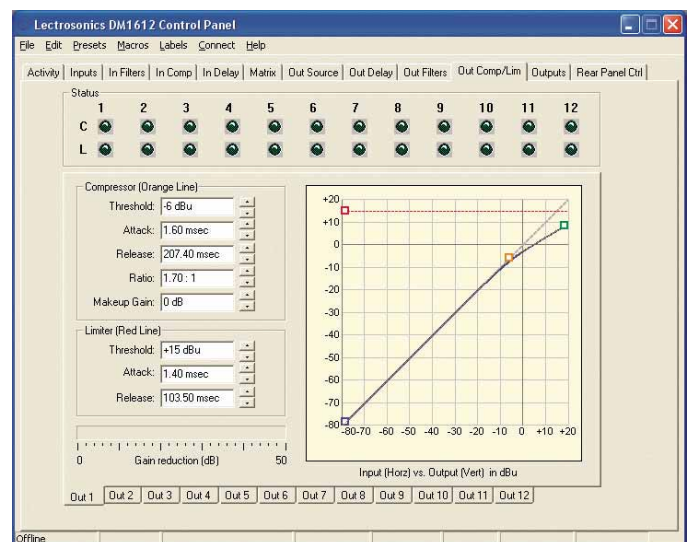 Lectrosonics DM1612 Control Panel
File Edit Presets Macros Labels Connect Help
Activity Inputs In Filters In Comp In Delay Matrix Out Source Out Delay Out Filters Out Comp/Lim Outputs Rear Panel Ctrl
Status
1 2 3 4 5 6 7 8 9 10 11 12
C
L
Compressor (Orange Line)
Threshold: -6 dBu
Attack: 1.60 msec
Release: 207.40 msec
Ratio: 1.70 : 1
Makeup Gain: 0 dB
Limiter (Red Line)
Threshold: +15 dBu
Attack: 1.40 msec
Release: 103.50 msec
0 Gain reduction (dB) 50
+20
+10
0
-10
-20
-30
-40
-50
-60
-70
-80
-80 -70 -60 -50 -40 -30 -20 -10 0 +10 +20
Input (Horz) vs. Output (Vert) in dBu
Out 1 Out 2 Out 3 Out 4 Out 5 Out 6 Out 7 Out 8 Out 9 Out 10 Out 11 Out 12
Offline